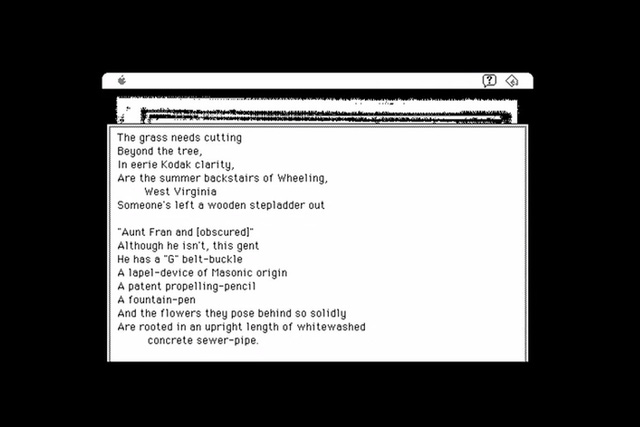 The grass needs cutting
Beyond the tree,
In eerie Kodak clarity,
Are the summer backstairs of Wheeling,
West Virginia
Someone's left a wooden stepladder out
"Aunt Fran and [obscured]"
Although he isn't, this gent
He has a "G" belt-buckle
A lapel-device of Masonic origin
A patent propelling-pencil
A fountain-pen
And the flowers they pose behind so solidly
Are rooted in an upright length of whitewashed
concrete sewer-pipe.